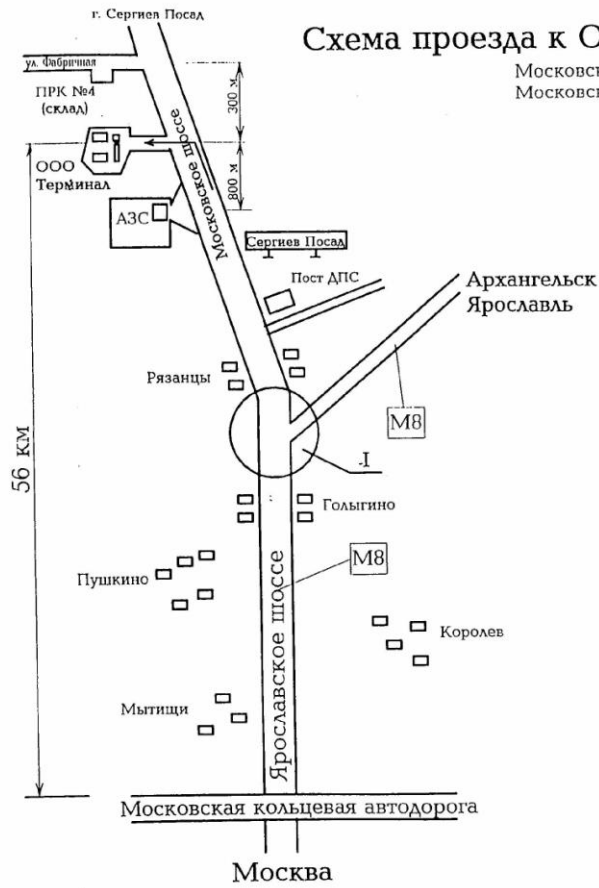 г. Сергиев Посад
Схема проезда к С
ул. Фабричная
Московск
Московс
ПРК №4
(склад)
300 м
Московское шоссе
ООО
Терминал
800 м
АЗС
Сергиев Посад
Пост ДПС
Архангельск
Ярославль
Рязанцы
М8
I
56 км
Голыгино
М8
Пушкино
Ярославское шоссе
Королев
Мытищи
Московская кольцевая автодорога
Москва